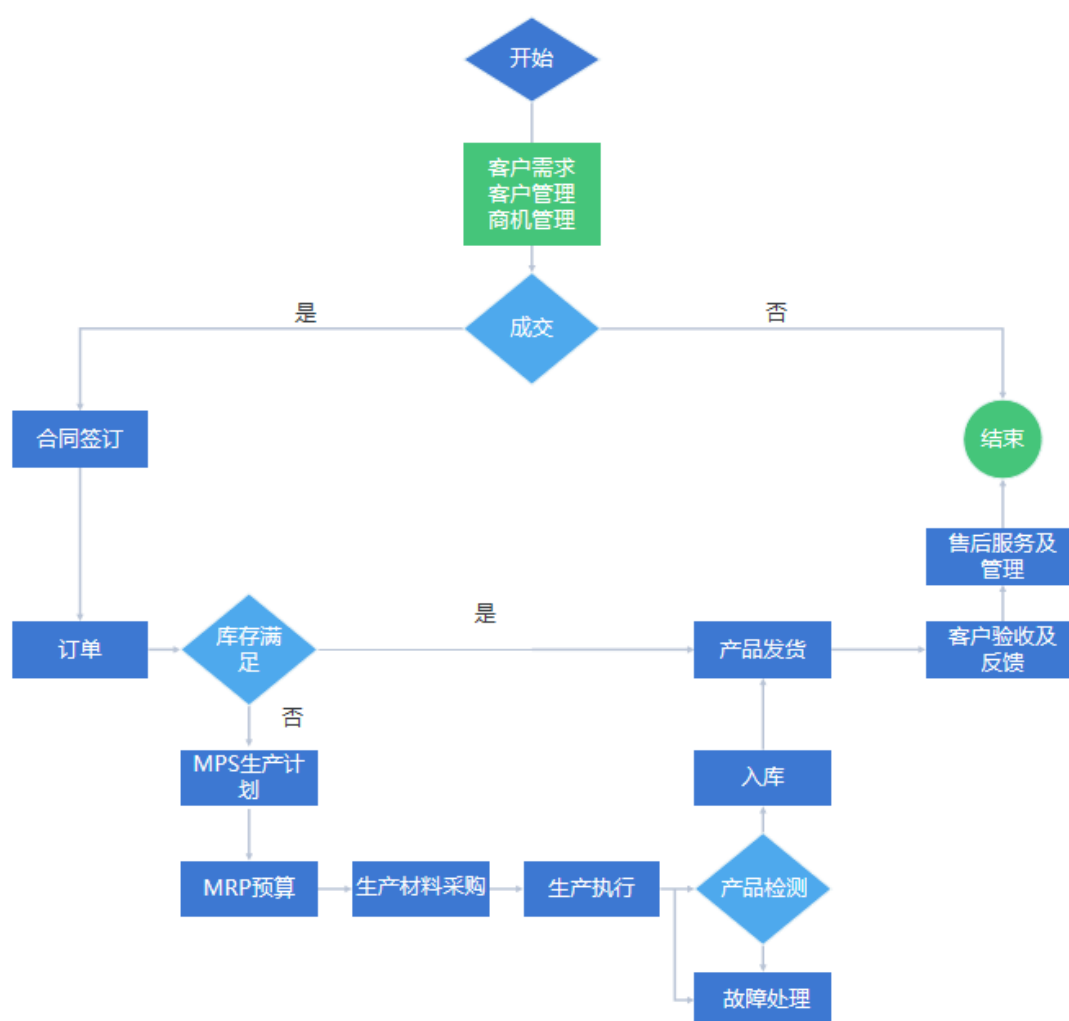 开始
客户需求
客户管理
商机管理
是
成交
否
合同签订
结束
售后服务及
管理
订单
库存满
足
是
产品发货
客户验收及
反馈
否
MPS生产计
划
入库
MRP预算
生产材料采购
生产执行
产品检测
故障处理